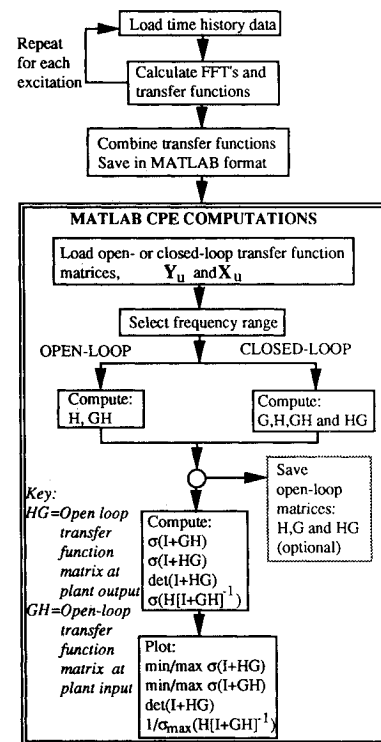 Load time history data
Repeat
for each
excitation
Calculate FFT's and
transfer functions
Combine transfer functions
Save in MATLAB format
MATLAB CPE COMPUTATIONS
Load open- or closed-loop transfer function
matrices, Yu and Xu
Select frequency range
OPEN-LOOP
CLOSED-LOOP
Compute:
H, GH
Compute:
G,H,GH and HG
Save
open-loop
matrices:
H,G and HG
(optional)
Key:
HG=Open loop
transfer
function
matrix at
plant output
GH=Open-loop
transfer
function
matrix at
plant input
Compute:
σ(I+GH)
σ(I+HG)
det(I+HG)
σ(H[I+GH]⁻¹)
Plot:
min/max σ(I+HG)
min/max σ(I+GH)
det(I+HG)
1/σmax(H[I+GH]⁻¹)